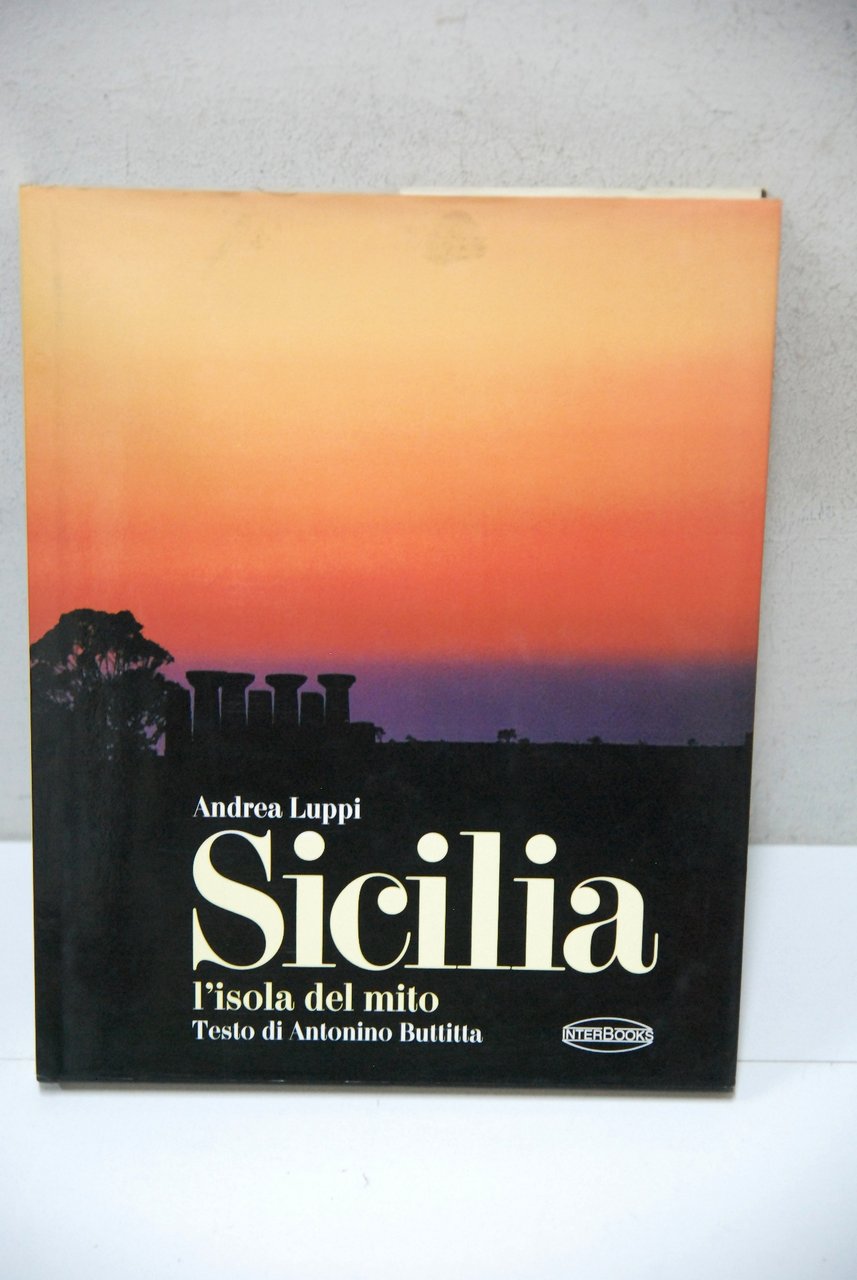 Andrea Luppi
Sicilia
l'isola del mito
Testo di Antonino Buttitta
INTERBOOKS